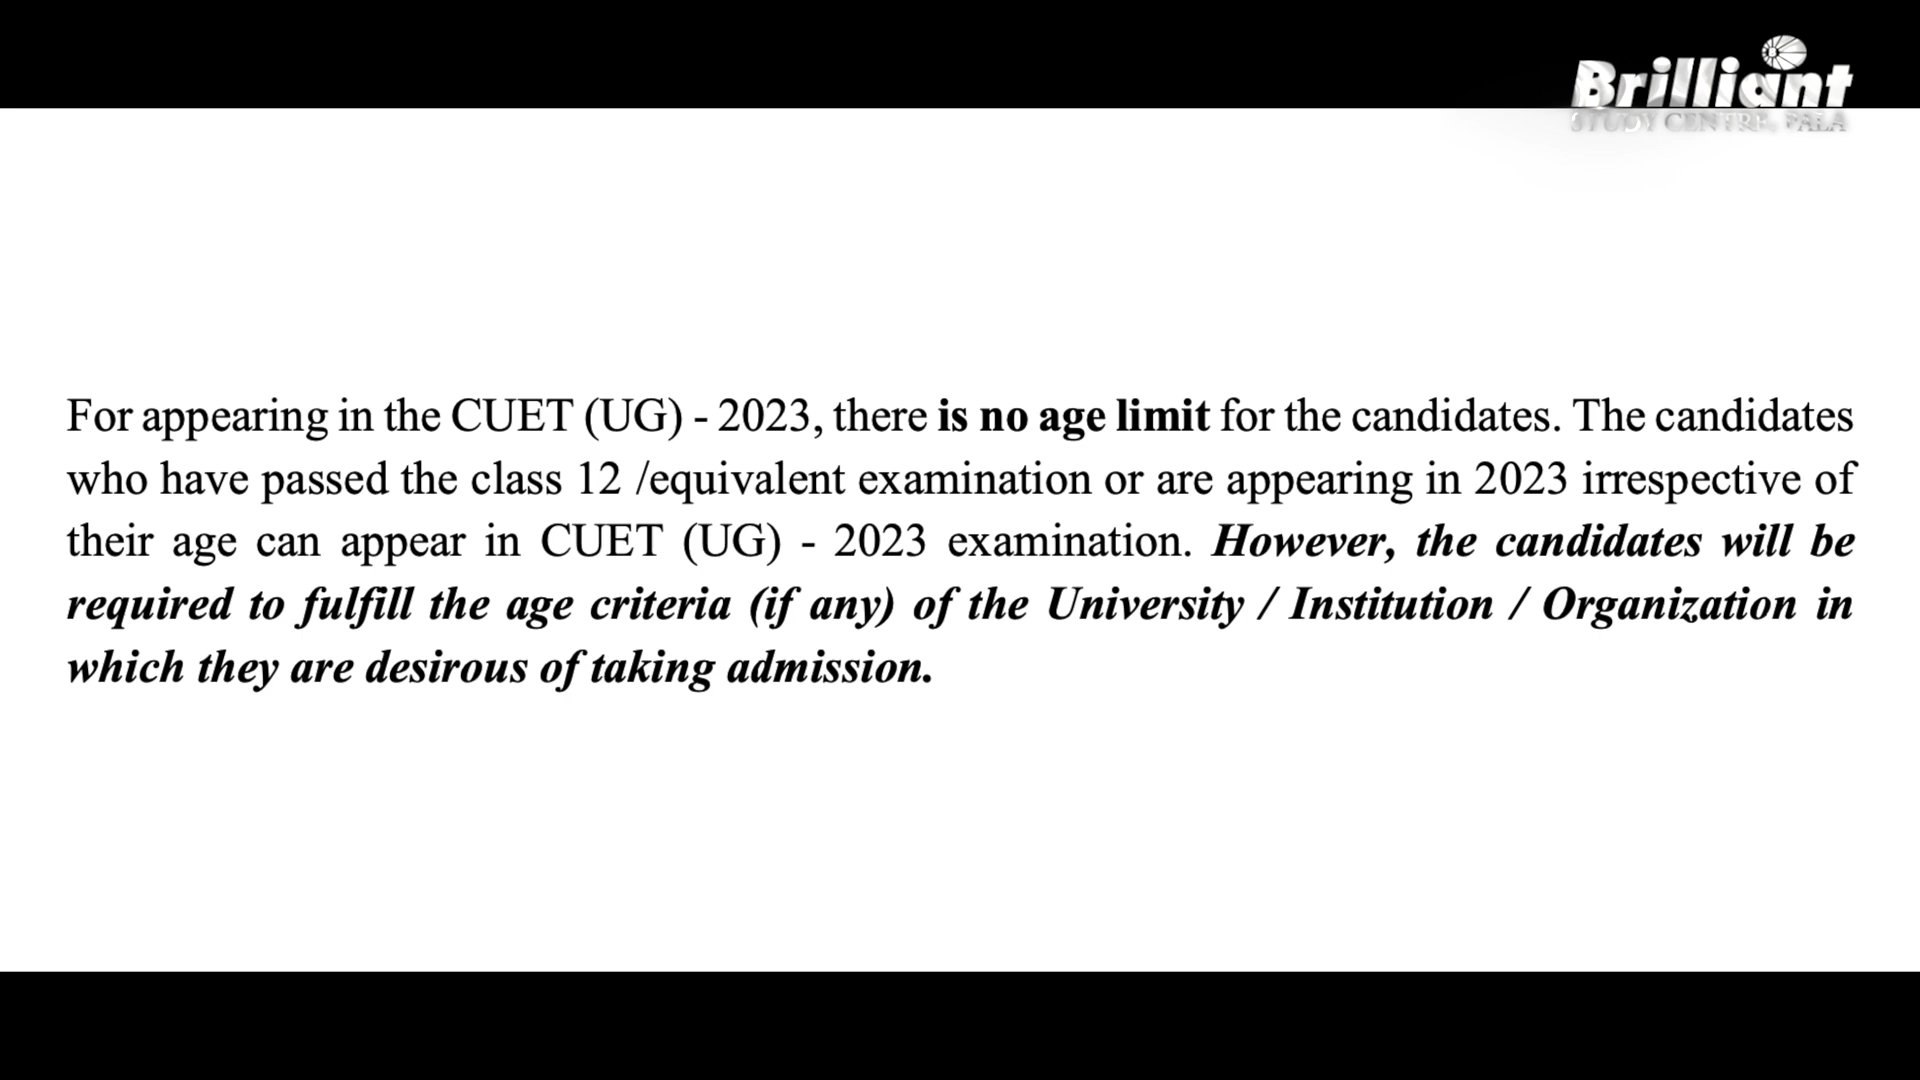 Brilliant
STUDY CENTRE, PALA
For appearing in the CUET (UG) - 2023, there is no age limit for the candidates. The candidates
who have passed the class 12 /equivalent examination or are appearing in 2023 irrespective of
their age can appear in CUET (UG) - 2023 examination. However, the candidates will be
required to fulfill the age criteria (if any) of the University / Institution / Organization in
which they are desirous of taking admission.